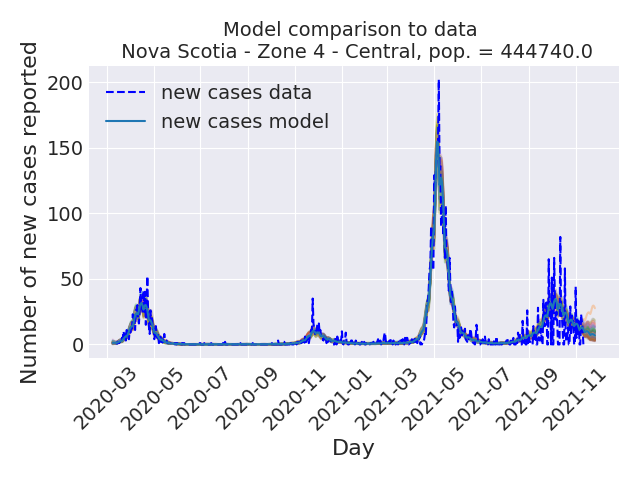 Model comparison to data
Nova Scotia - Zone 4 - Central, pop. = 444740.0
Number of new cases reported
200
150
100
50
0
new cases data
new cases model
2020-03
2020-05
2020-07
2020-09
2020-11
2021-01
2021-03
2021-05
2021-07
2021-09
2021-11
Day